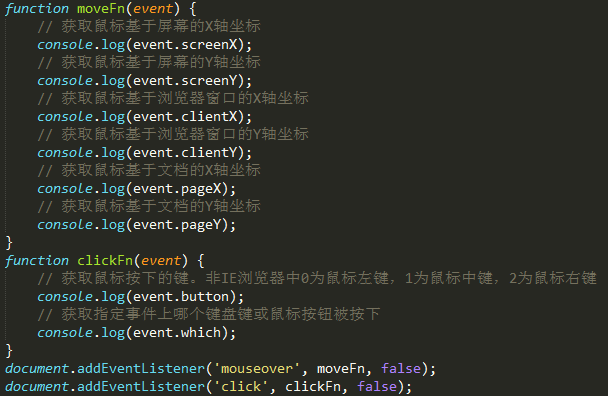 function moveFn(event) {
// 获取鼠标基于屏幕的X轴坐标
console.log(event.screenX);
// 获取鼠标基于屏幕的Y轴坐标
console.log(event.screenY);
// 获取鼠标基于浏览器窗口的X轴坐标
console.log(event.clientX);
// 获取鼠标基于浏览器窗口的Y轴坐标
console.log(event.clientY);
// 获取鼠标基于文档的X轴坐标
console.log(event.pageX);
// 获取鼠标基于文档的Y轴坐标
console.log(event.pageY);
}
function clickFn(event) {
// 获取鼠标按下的键。非IE浏览器中0为鼠标左键，1为鼠标中键，2为鼠标右键
console.log(event.button);
// 获取指定事件上哪个键盘键或鼠标按钮被按下
console.log(event.which);
}
document.addEventListener('mouseover', moveFn, false);
document.addEventListener('click', clickFn, false);